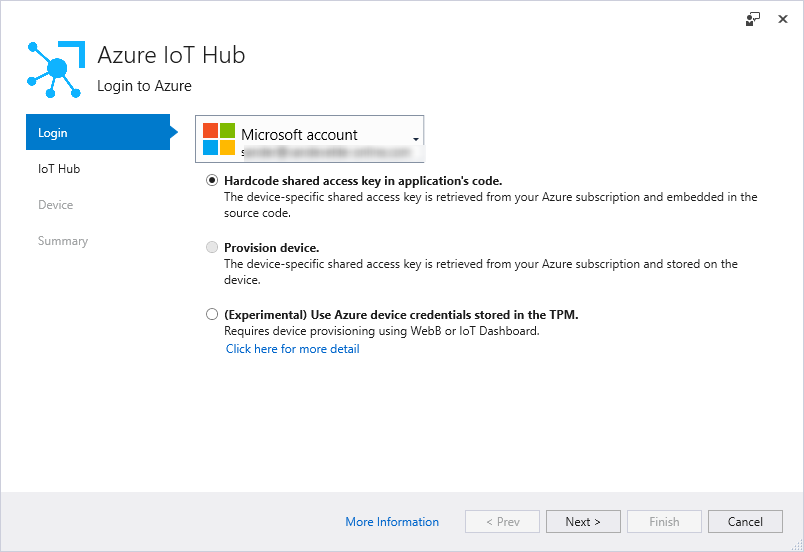 Azure IoT Hub
Login to Azure
Login
IoT Hub
Device
Summary
Microsoft account
Hardcode shared access key in application's code.
The device-specific shared access key is retrieved from your Azure subscription and embedded in the
source code.
Provision device.
The device-specific shared access key is retrieved from your Azure subscription and stored on the
device.
(Experimental) Use Azure device credentials stored in the TPM.
Requires device provisioning using WebB or IoT Dashboard.
Click here for more detail
More Information
< Prev
Next >
Finish
Cancel